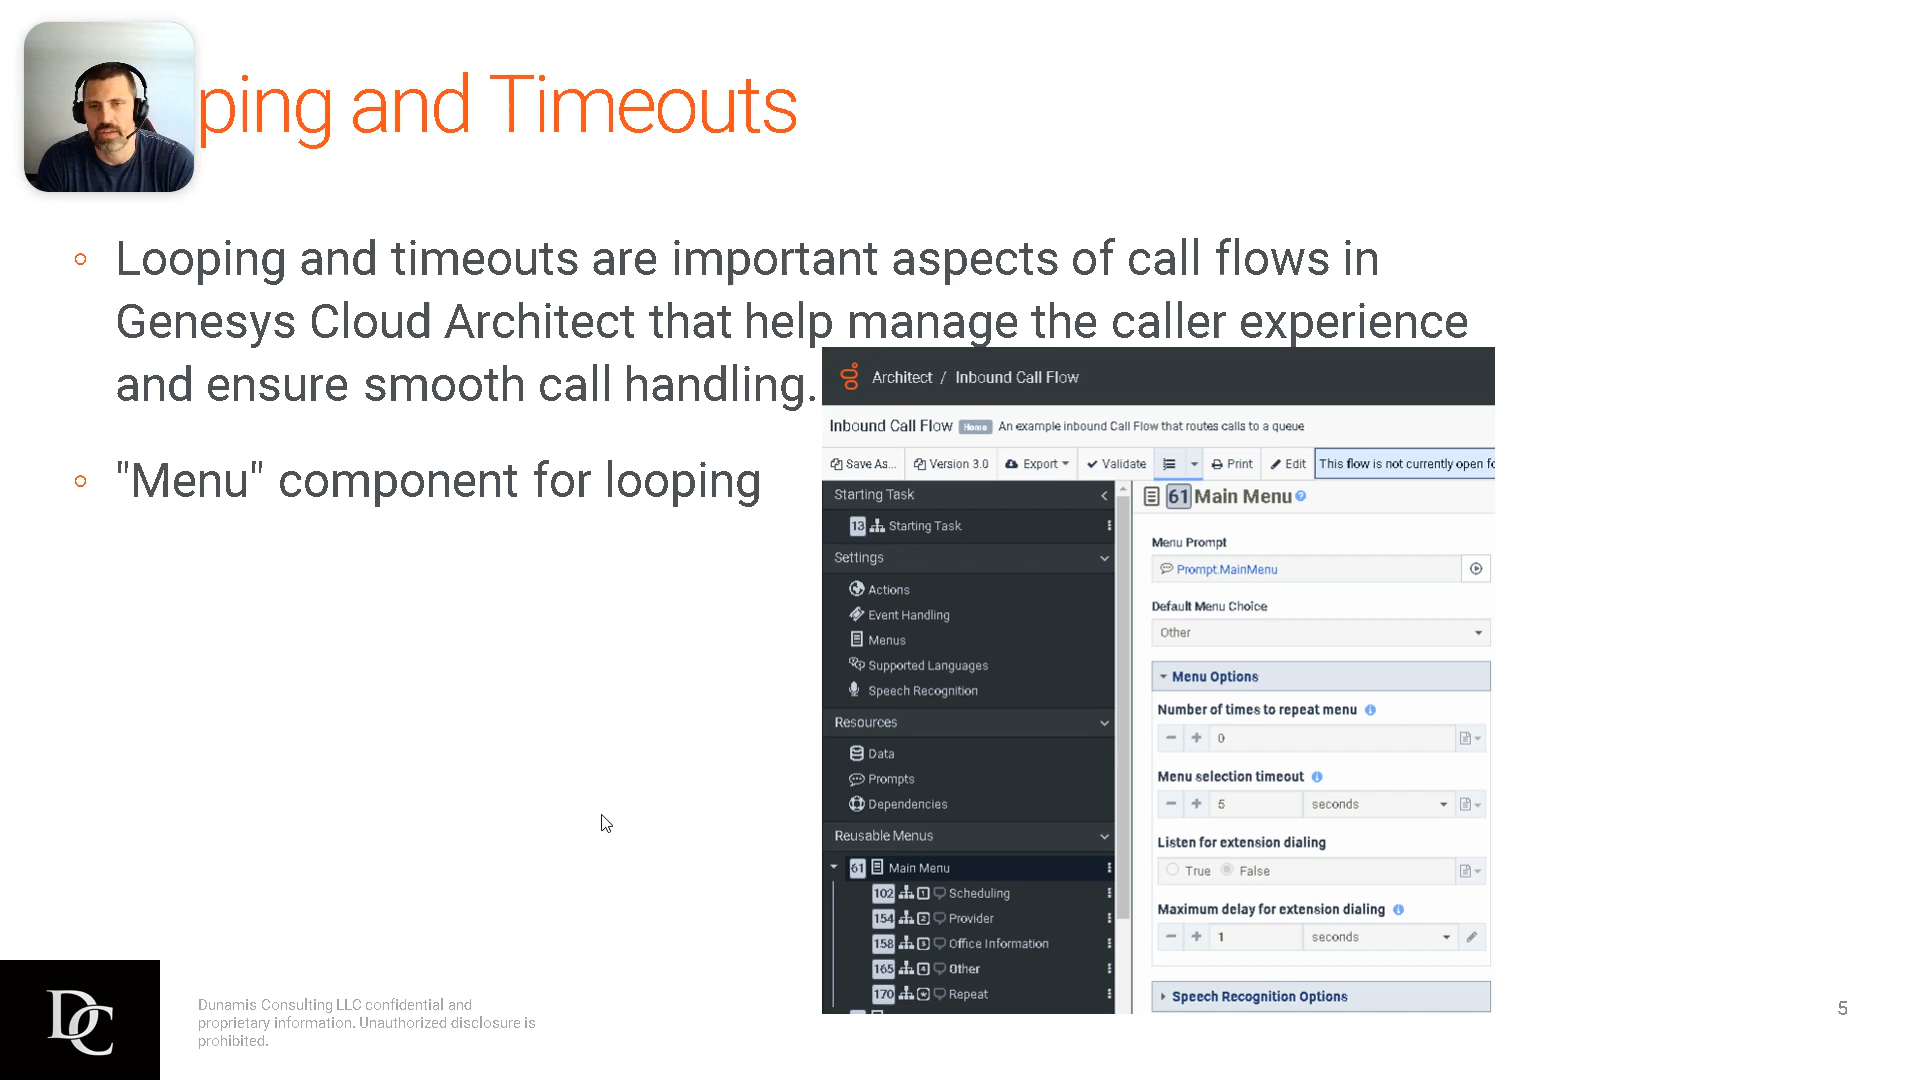 ping and Timeouts
Looping and timeouts are important aspects of call flows in
Genesys Cloud Architect that help manage the caller experience
and ensure smooth call handling.
"Menu" component for looping
Architect / Inbound Call Flow
Inbound Call Flow Home An example inbound Call Flow that routes calls to a queue
Save As... Version 3.0 Export Validate Print Edit This flow is not currently open fo
Starting Task
13 Starting Task
Settings
Actions
Event Handling
Menus
Supported Languages
Speech Recognition
Resources
Data
Prompts
Dependencies
Reusable Menus
61 Main Menu
102 1 Scheduling
154 2 Provider
158 3 Office Information
165 4 Other
170 * Repeat
61 Main Menu
Menu Prompt
Prompt.MainMenu
Default Menu Choice
Other
Menu Options
Number of times to repeat menu
0
Menu selection timeout
5 seconds
Listen for extension dialing
True False
Maximum delay for extension dialing
1 seconds
Speech Recognition Options
DC
Dunamis Consulting LLC confidential and
proprietary information. Unauthorized disclosure is
prohibited.
5